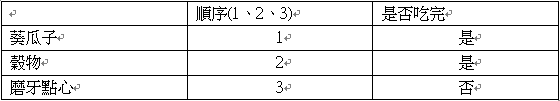 順序(1、2、3) 是否吃完
葵瓜子 1 是
穀物 2 是
磨牙點心 3 否